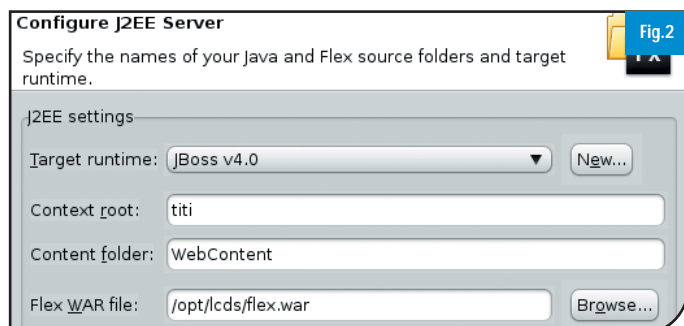 Configure J2EE Server
Fig.2
Specify the names of your Java and Flex source folders and target
runtime.
J2EE settings
Target runtime: JBoss v4.0 New...
Context root: titi
Content folder: WebContent
Flex WAR file: /opt/lcds/flex.war Browse...